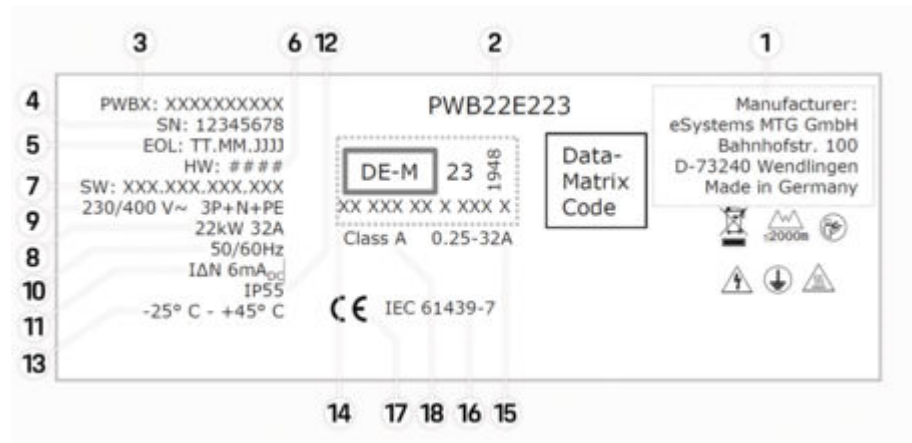 3 6 12 2 1
4 5 7 9 8 10 11 13
PWBX: XXXXXXXXXX
SN: 12345678
EOL: TT.MM.JJJJ
HW: ####
SW: XXX.XXX.XXX.XXX
230/400 V~ 3P+N+PE
22kW 32A
50/60Hz
IΔN 6mADC
IP55
-25° C - +45° C
PWB22E223
DE-M 23 1948
XX XXX XX X XXX X
Class A 0.25-32A
CE IEC 61439-7
Data-
Matrix
Code
Manufacturer:
eSystems MTG GmbH
Bahnhofstr. 100
D-73240 Wendlingen
Made in Germany
≤2000m
14 17 18 16 15